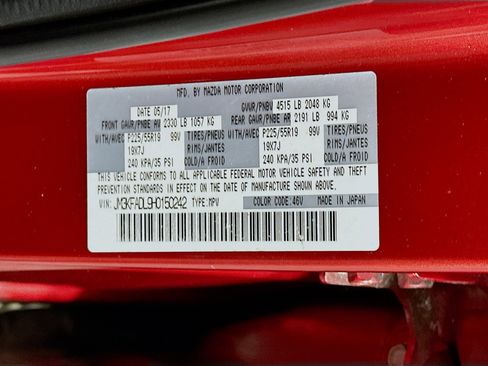 MFD. BY MAZDA MOTOR CORPORATION
DATE 05/17 GVWR/PNBV 4515 LB 2048 KG
FRONT GAWR/PNBE AV 2330 LB 1057 KG REAR GAWR/PNBE AR 2191 LB 994 KG
WITH/AVEC P225/55R19 99V TIRES/PNEUS WITH/AVEC P225/55R19 99V TIRES/PNEUS
19X7J RIMS/JANTES 19X7J RIMS/JANTES
240 KPA/35 PSI COLD/A FROID 240 KPA/35 PSI COLD/A FROID
THIS VEHICLE CONFORMS TO ALL APPLICABLE FEDERAL MOTOR VEHICLE SAFETY AND THEFT
PREVENTION STANDARDS IN EFFECT ON THE DATE OF MANUFACTURE SHOWN ABOVE.
VIN: JM3KFADL9H0150242 TYPE: MPV COLOR CODE: 46V MADE IN JAPAN